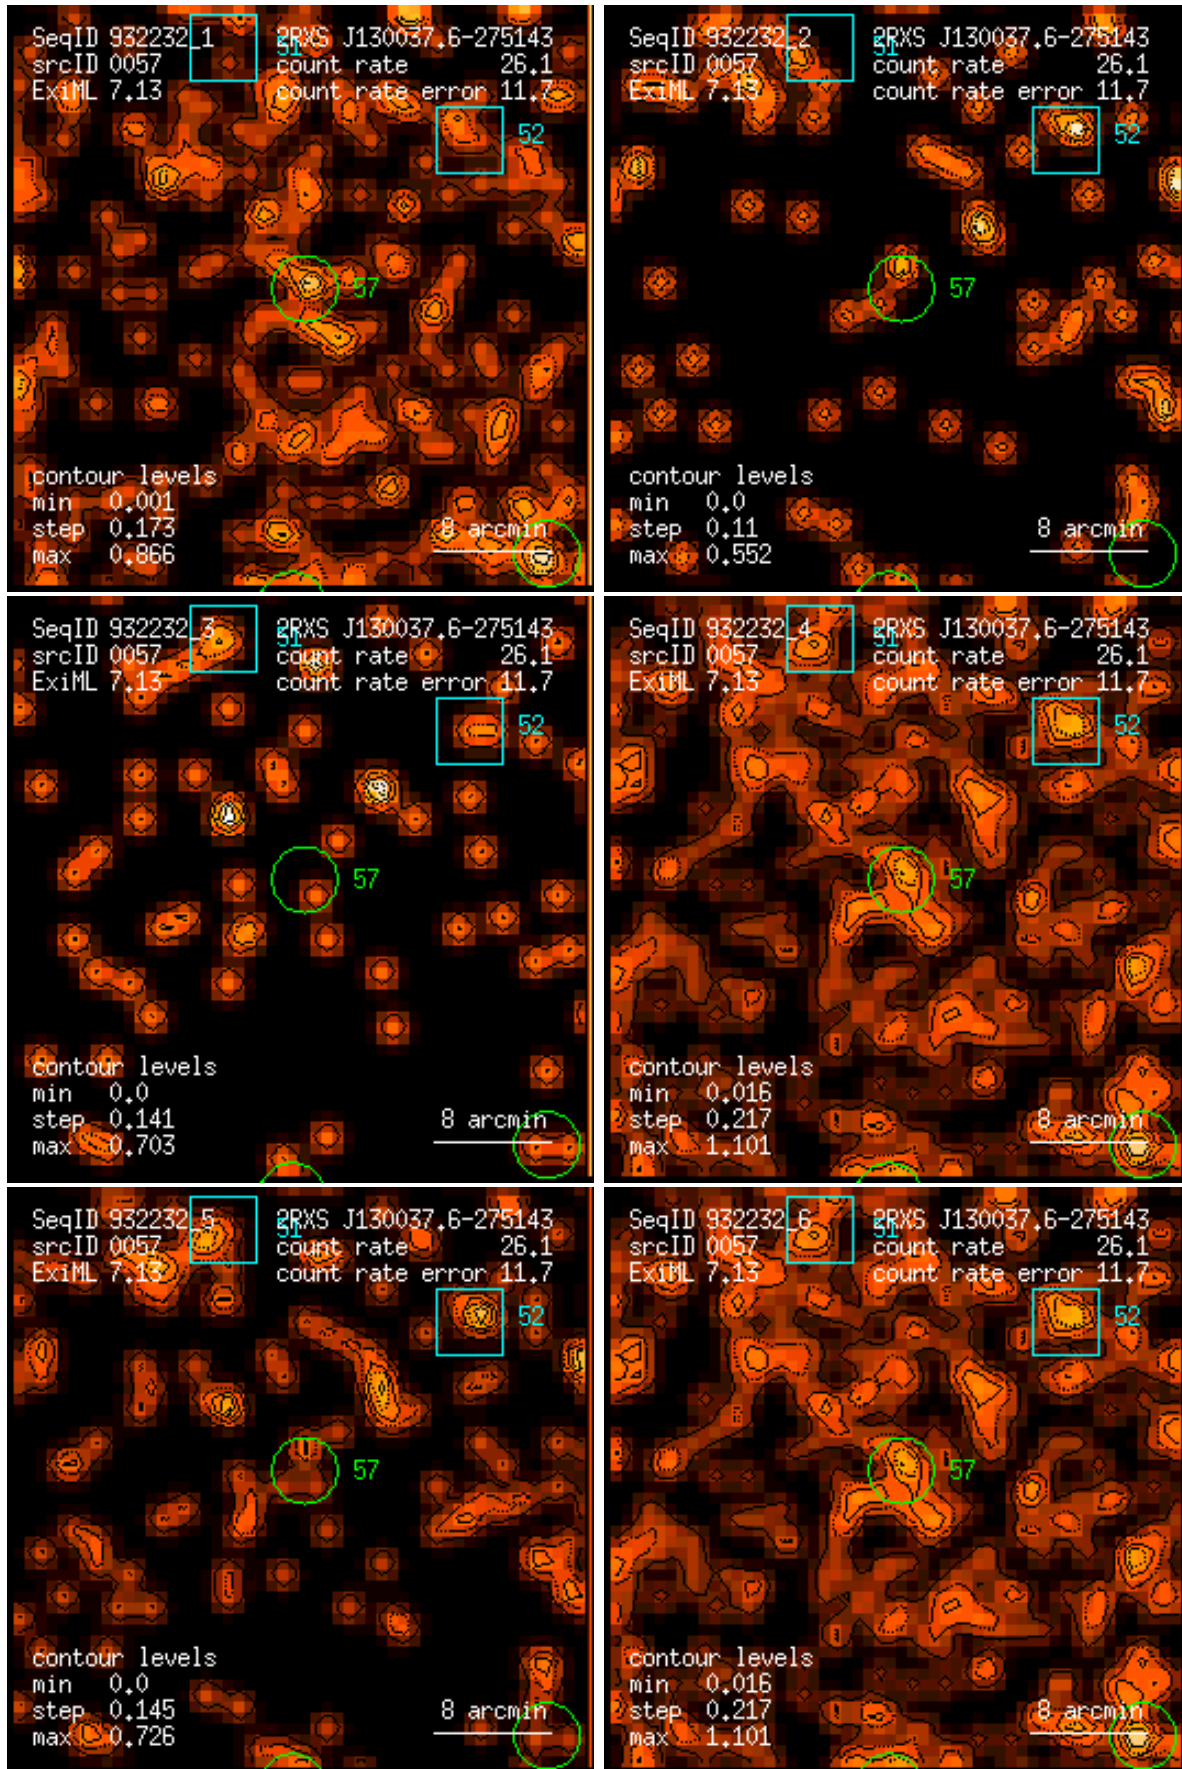 SeqID 932232_1 2RXS J130037.6-275143
srcID 0057 51 count rate 26.1
ExiML 7.13 count rate error 11.7
52
57
contour levels
min 0.001
step 0.173 8 arcmin
max 0.866
SeqID 932232_2 2RXS J130037.6-275143
srcID 0057 51 count rate 26.1
ExiML 7.13 count rate error 11.7
52
57
contour levels
min 0.0
step 0.11 8 arcmin
max 0.552
SeqID 932232_3 2RXS J130037.6-275143
srcID 0057 51 count rate 26.1
ExiML 7.13 count rate error 11.7
52
57
contour levels
min 0.0
step 0.141 8 arcmin
max 0.703
SeqID 932232_4 2RXS J130037.6-275143
srcID 0057 51 count rate 26.1
ExiML 7.13 count rate error 11.7
52
57
contour levels
min 0.016
step 0.217 8 arcmin
max 1.101
SeqID 932232_5 2RXS J130037.6-275143
srcID 0057 51 count rate 26.1
ExiML 7.13 count rate error 11.7
52
57
contour levels
min 0.0
step 0.145 8 arcmin
max 0.726
SeqID 932232_6 2RXS J130037.6-275143
srcID 0057 51 count rate 26.1
ExiML 7.13 count rate error 11.7
52
57
contour levels
min 0.016
step 0.217 8 arcmin
max 1.101